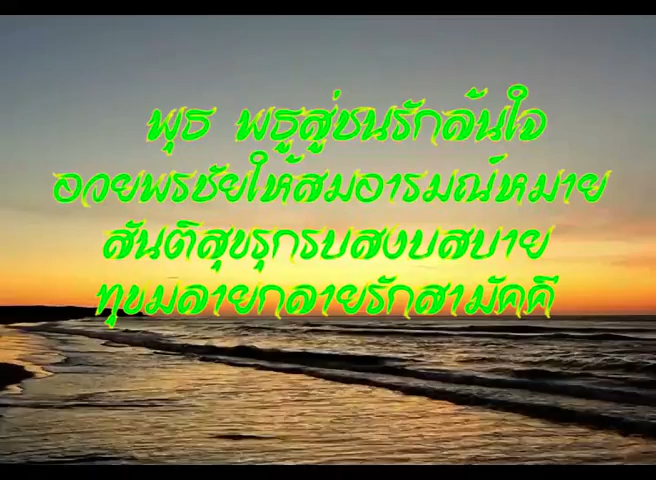 พุธ พธูสู่ชนรักล้นใจ
อวยพรชัยให้สมอารมณ์หมาย
สันติสุขรุกรบสงบสบาย
ทุขมลายกลายรักสามัคคี